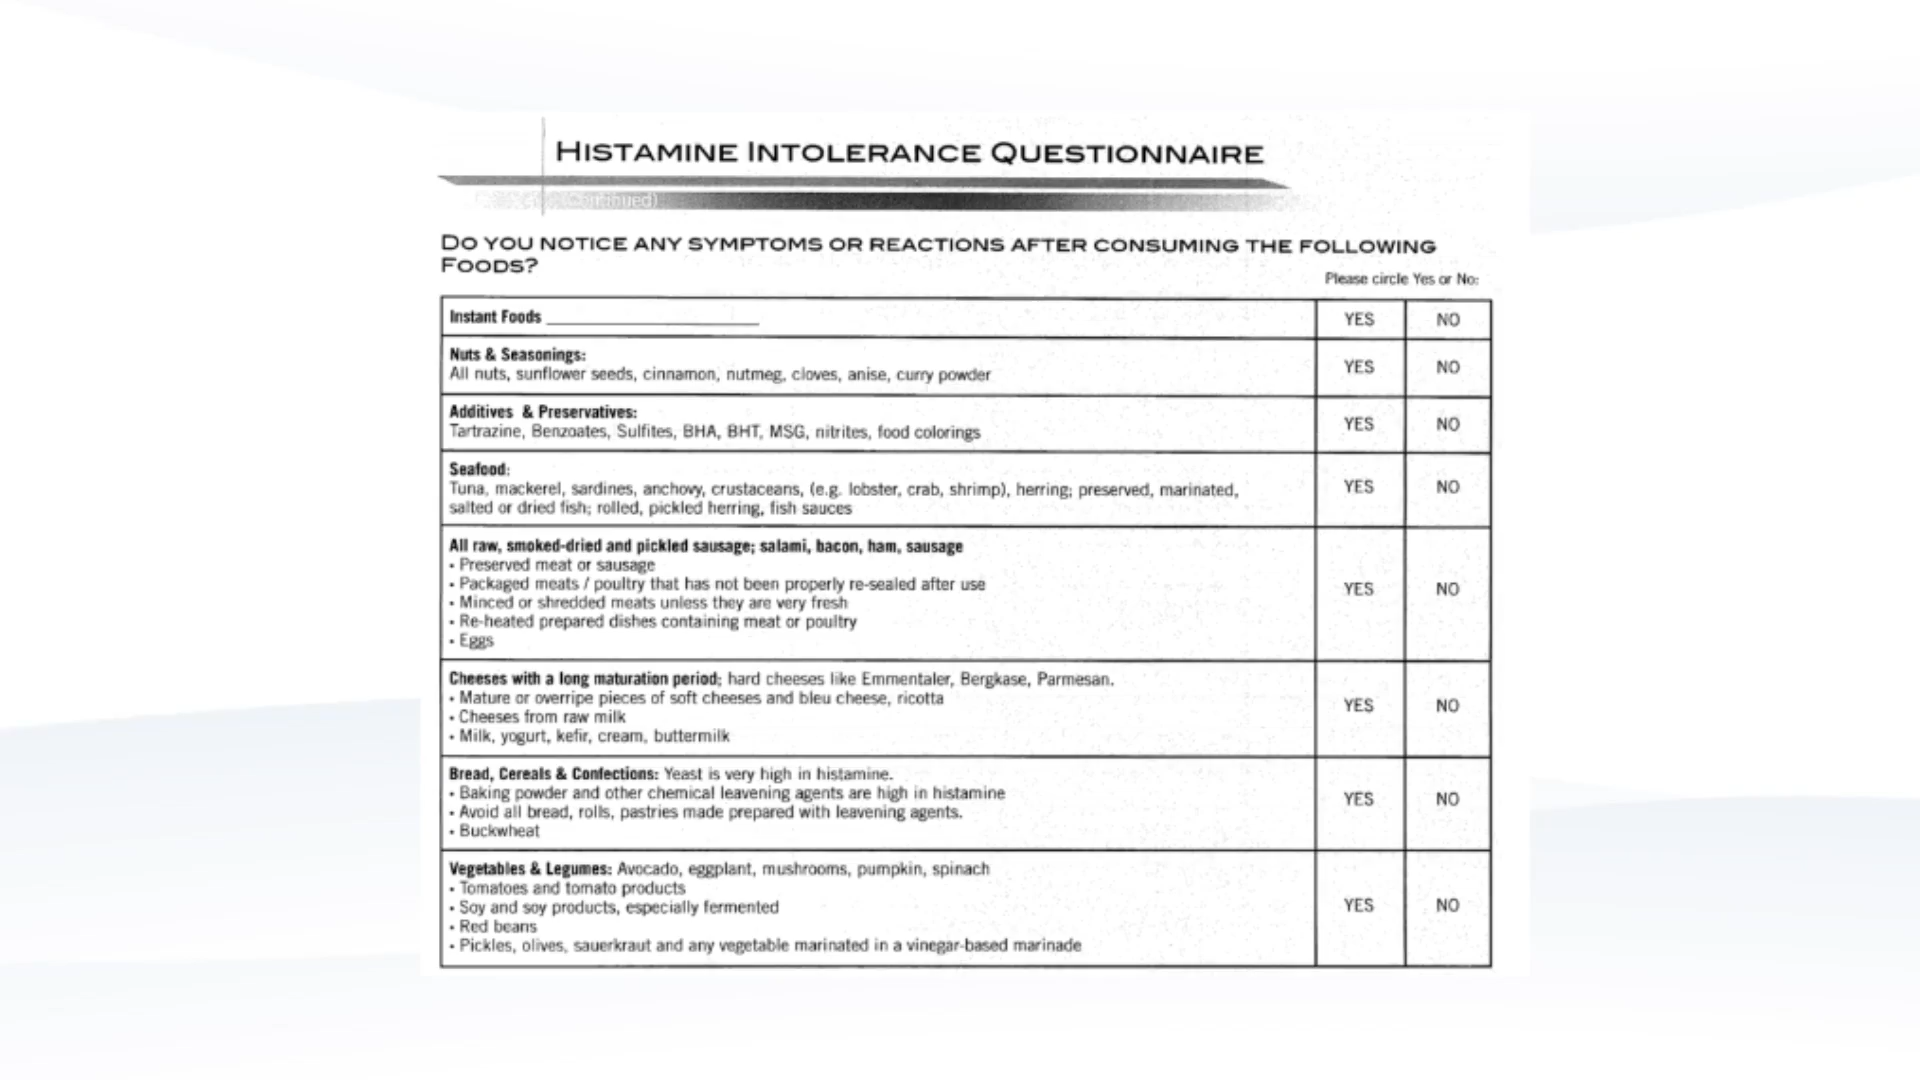 HISTAMINE INTOLERANCE QUESTIONNAIRE
(Continued)
DO YOU NOTICE ANY SYMPTOMS OR REACTIONS AFTER CONSUMING THE FOLLOWING
FOODS?
Please circle Yes or No:
Instant Foods ____________________ YES NO
Nuts & Seasonings:
All nuts, sunflower seeds, cinnamon, nutmeg, cloves, anise, curry powder YES NO
Additives & Preservatives:
Tartrazine, Benzoates, Sulfites, BHA, BHT, MSG, nitrites, food colorings YES NO
Seafood:
Tuna, mackerel, sardines, anchovy, crustaceans, (e.g. lobster, crab, shrimp), herring; preserved, marinated, YES NO
salted or dried fish; rolled, pickled herring, fish sauces
All raw, smoked-dried and pickled sausage; salami, bacon, ham, sausage
• Preserved meat or sausage
• Packaged meats / poultry that has not been properly re-sealed after use YES NO
• Minced or shredded meats unless they are very fresh
• Re-heated prepared dishes containing meat or poultry
• Eggs
Cheeses with a long maturation period; hard cheeses like Emmentaler, Bergkase, Parmesan.
• Mature or overripe pieces of soft cheeses and bleu cheese, ricotta YES NO
• Cheeses from raw milk
• Milk, yogurt, kefir, cream, buttermilk
Bread, Cereals & Confections: Yeast is very high in histamine.
• Baking powder and other chemical leavening agents are high in histamine YES NO
• Avoid all bread, rolls, pastries made prepared with leavening agents.
• Buckwheat
Vegetables & Legumes: Avocado, eggplant, mushrooms, pumpkin, spinach
• Tomatoes and tomato products
• Soy and soy products, especially fermented YES NO
• Red beans
• Pickles, olives, sauerkraut and any vegetable marinated in a vinegar-based marinade